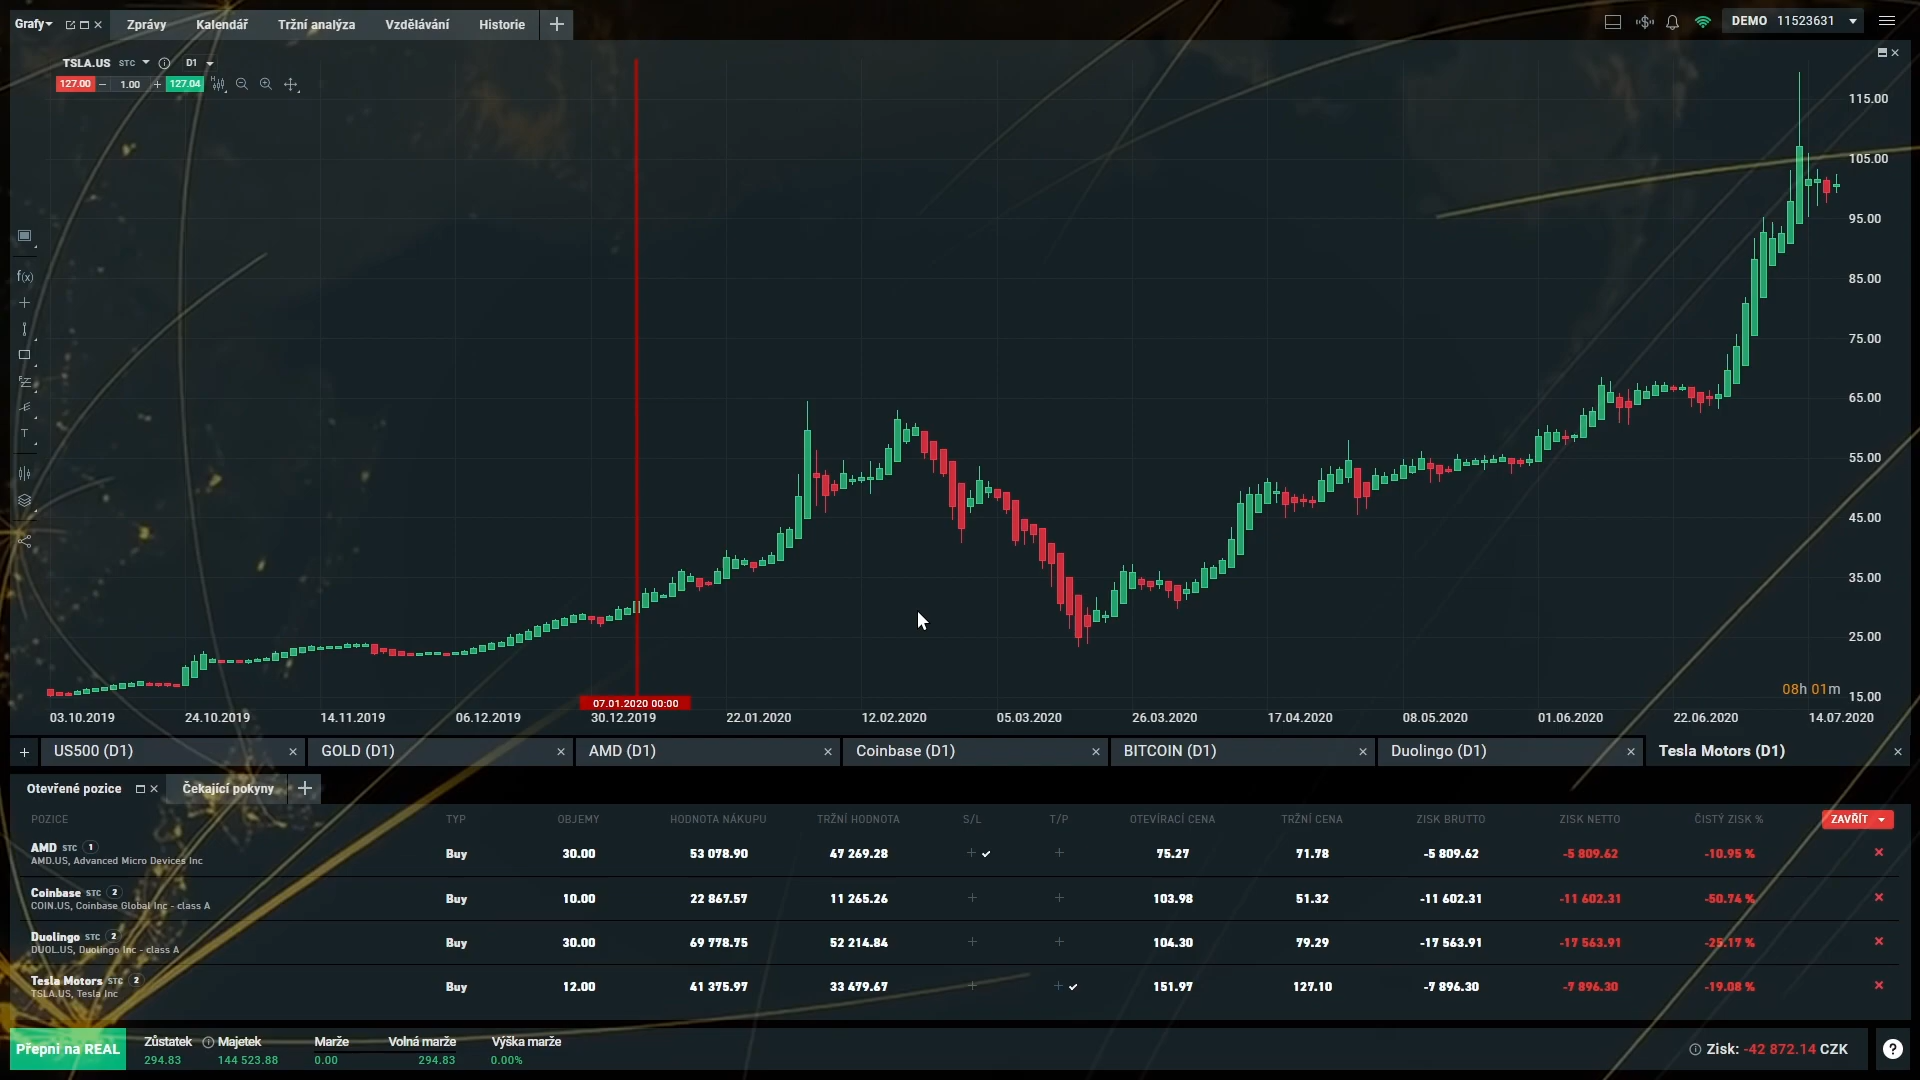 Grafy
Zprávy
Kalendář
Tržní analýza
Vzdělávání
Historie
DEMO 11523631
TSLA.US STC D1
127.00 1.00 127.04
115.00
105.00
95.00
85.00
75.00
65.00
55.00
45.00
35.00
25.00
15.00
f(x)
T
08h 01m
07.01.2020 00:00
03.10.2019 24.10.2019 14.11.2019 06.12.2019 30.12.2019 22.01.2020 12.02.2020 05.03.2020 26.03.2020 17.04.2020 08.05.2020 01.06.2020 22.06.2020 14.07.2020
US500 (D1) GOLD (D1) AMD (D1) Coinbase (D1) BITCOIN (D1) Duolingo (D1) Tesla Motors (D1)
Otevřené pozice Čekající pokyny
POZICE TYP OBJEMY HODNOTA NÁKUPU TRŽNÍ HODNOTA S/L T/P OTEVÍRACÍ CENA TRŽNÍ CENA ZISK BRUTTO ZISK NETTO ČISTÝ ZISK % ZAVŘÍT
AMD STC 1 Buy 30.00 53 078.90 47 269.28 75.27 71.78 -5 809.62 -5 809.62 -10.95 %
AMD.US, Advanced Micro Devices Inc
Coinbase STC 2 Buy 10.00 22 867.57 11 265.26 103.98 51.32 -11 602.31 -11 602.31 -50.74 %
COIN.US, Coinbase Global Inc - class A
Duolingo STC 2 Buy 30.00 69 778.75 52 214.84 104.30 79.29 -17 563.91 -17 563.91 -25.17 %
DUOL.US, Duolingo Inc - class A
Tesla Motors STC 2 Buy 12.00 41 375.97 33 479.67 151.97 127.10 -7 896.30 -7 896.30 -19.08 %
TSLA.US, Tesla Inc
Přepni na REAL
Zůstatek Majetek Marže Volná marže Výška marže
294.83 144 523.88 0.00 294.83 0.00%
Zisk: -42 872.14 CZK